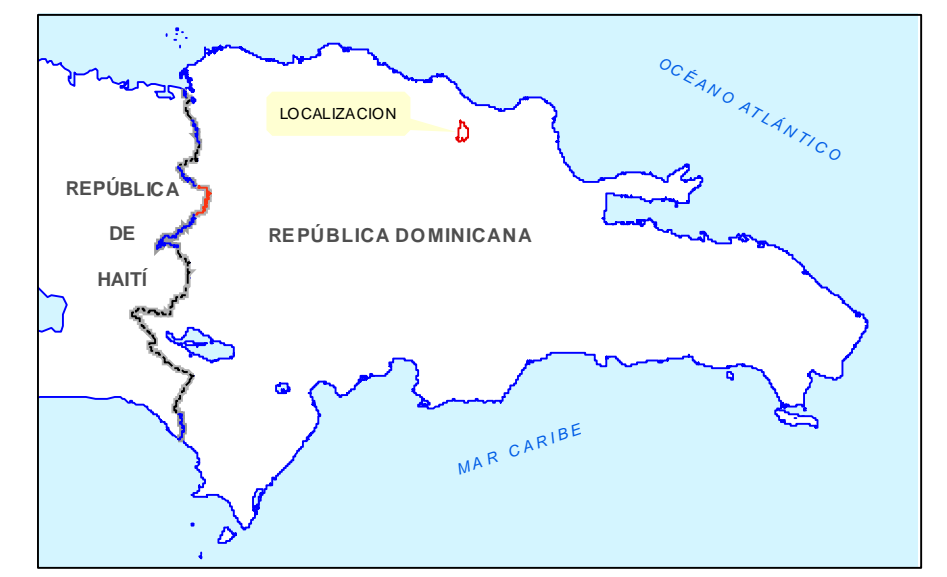 OCÉANO ATLÁNTICO
LOCALIZACION
REPÚBLICA
DE
HAITÍ
REPÚBLICA DOMINICANA
MAR CARIBE